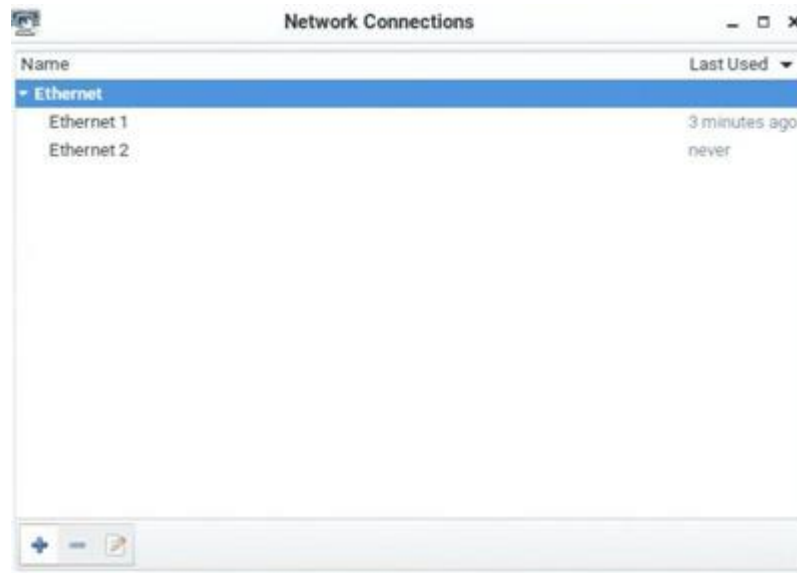 Network Connections
Name Last Used
Ethernet
Ethernet 1 3 minutes ago
Ethernet 2 never